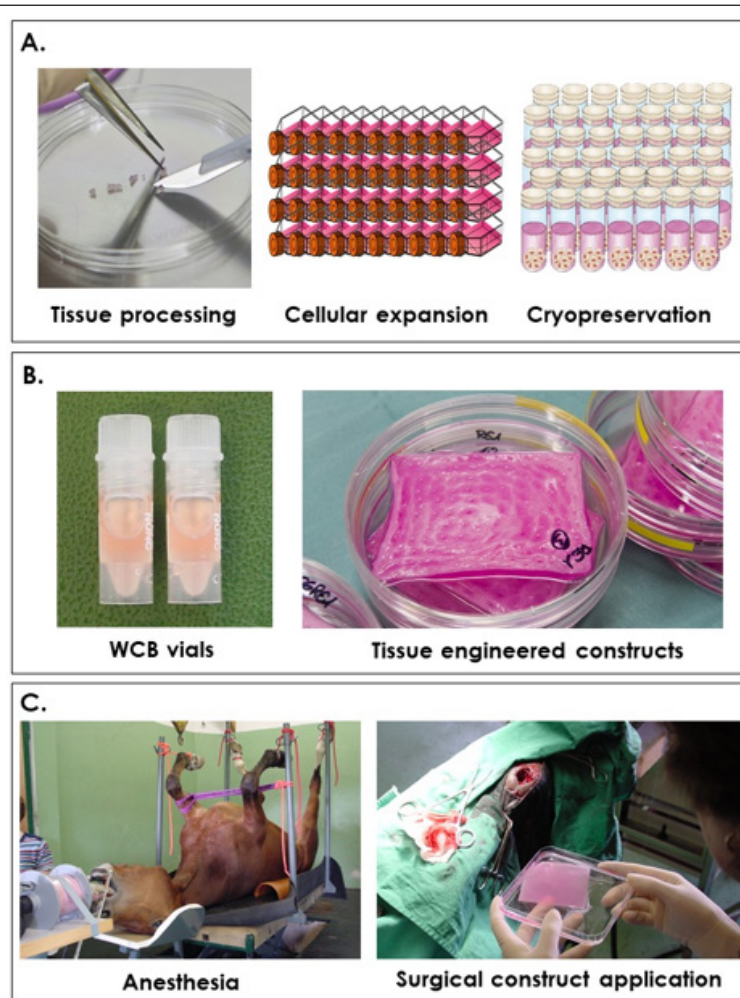 A.
Tissue processing
Cellular expansion
Cryopreservation
B.
WCB vials
Tissue engineered constructs
C.
Anesthesia
Surgical construct application